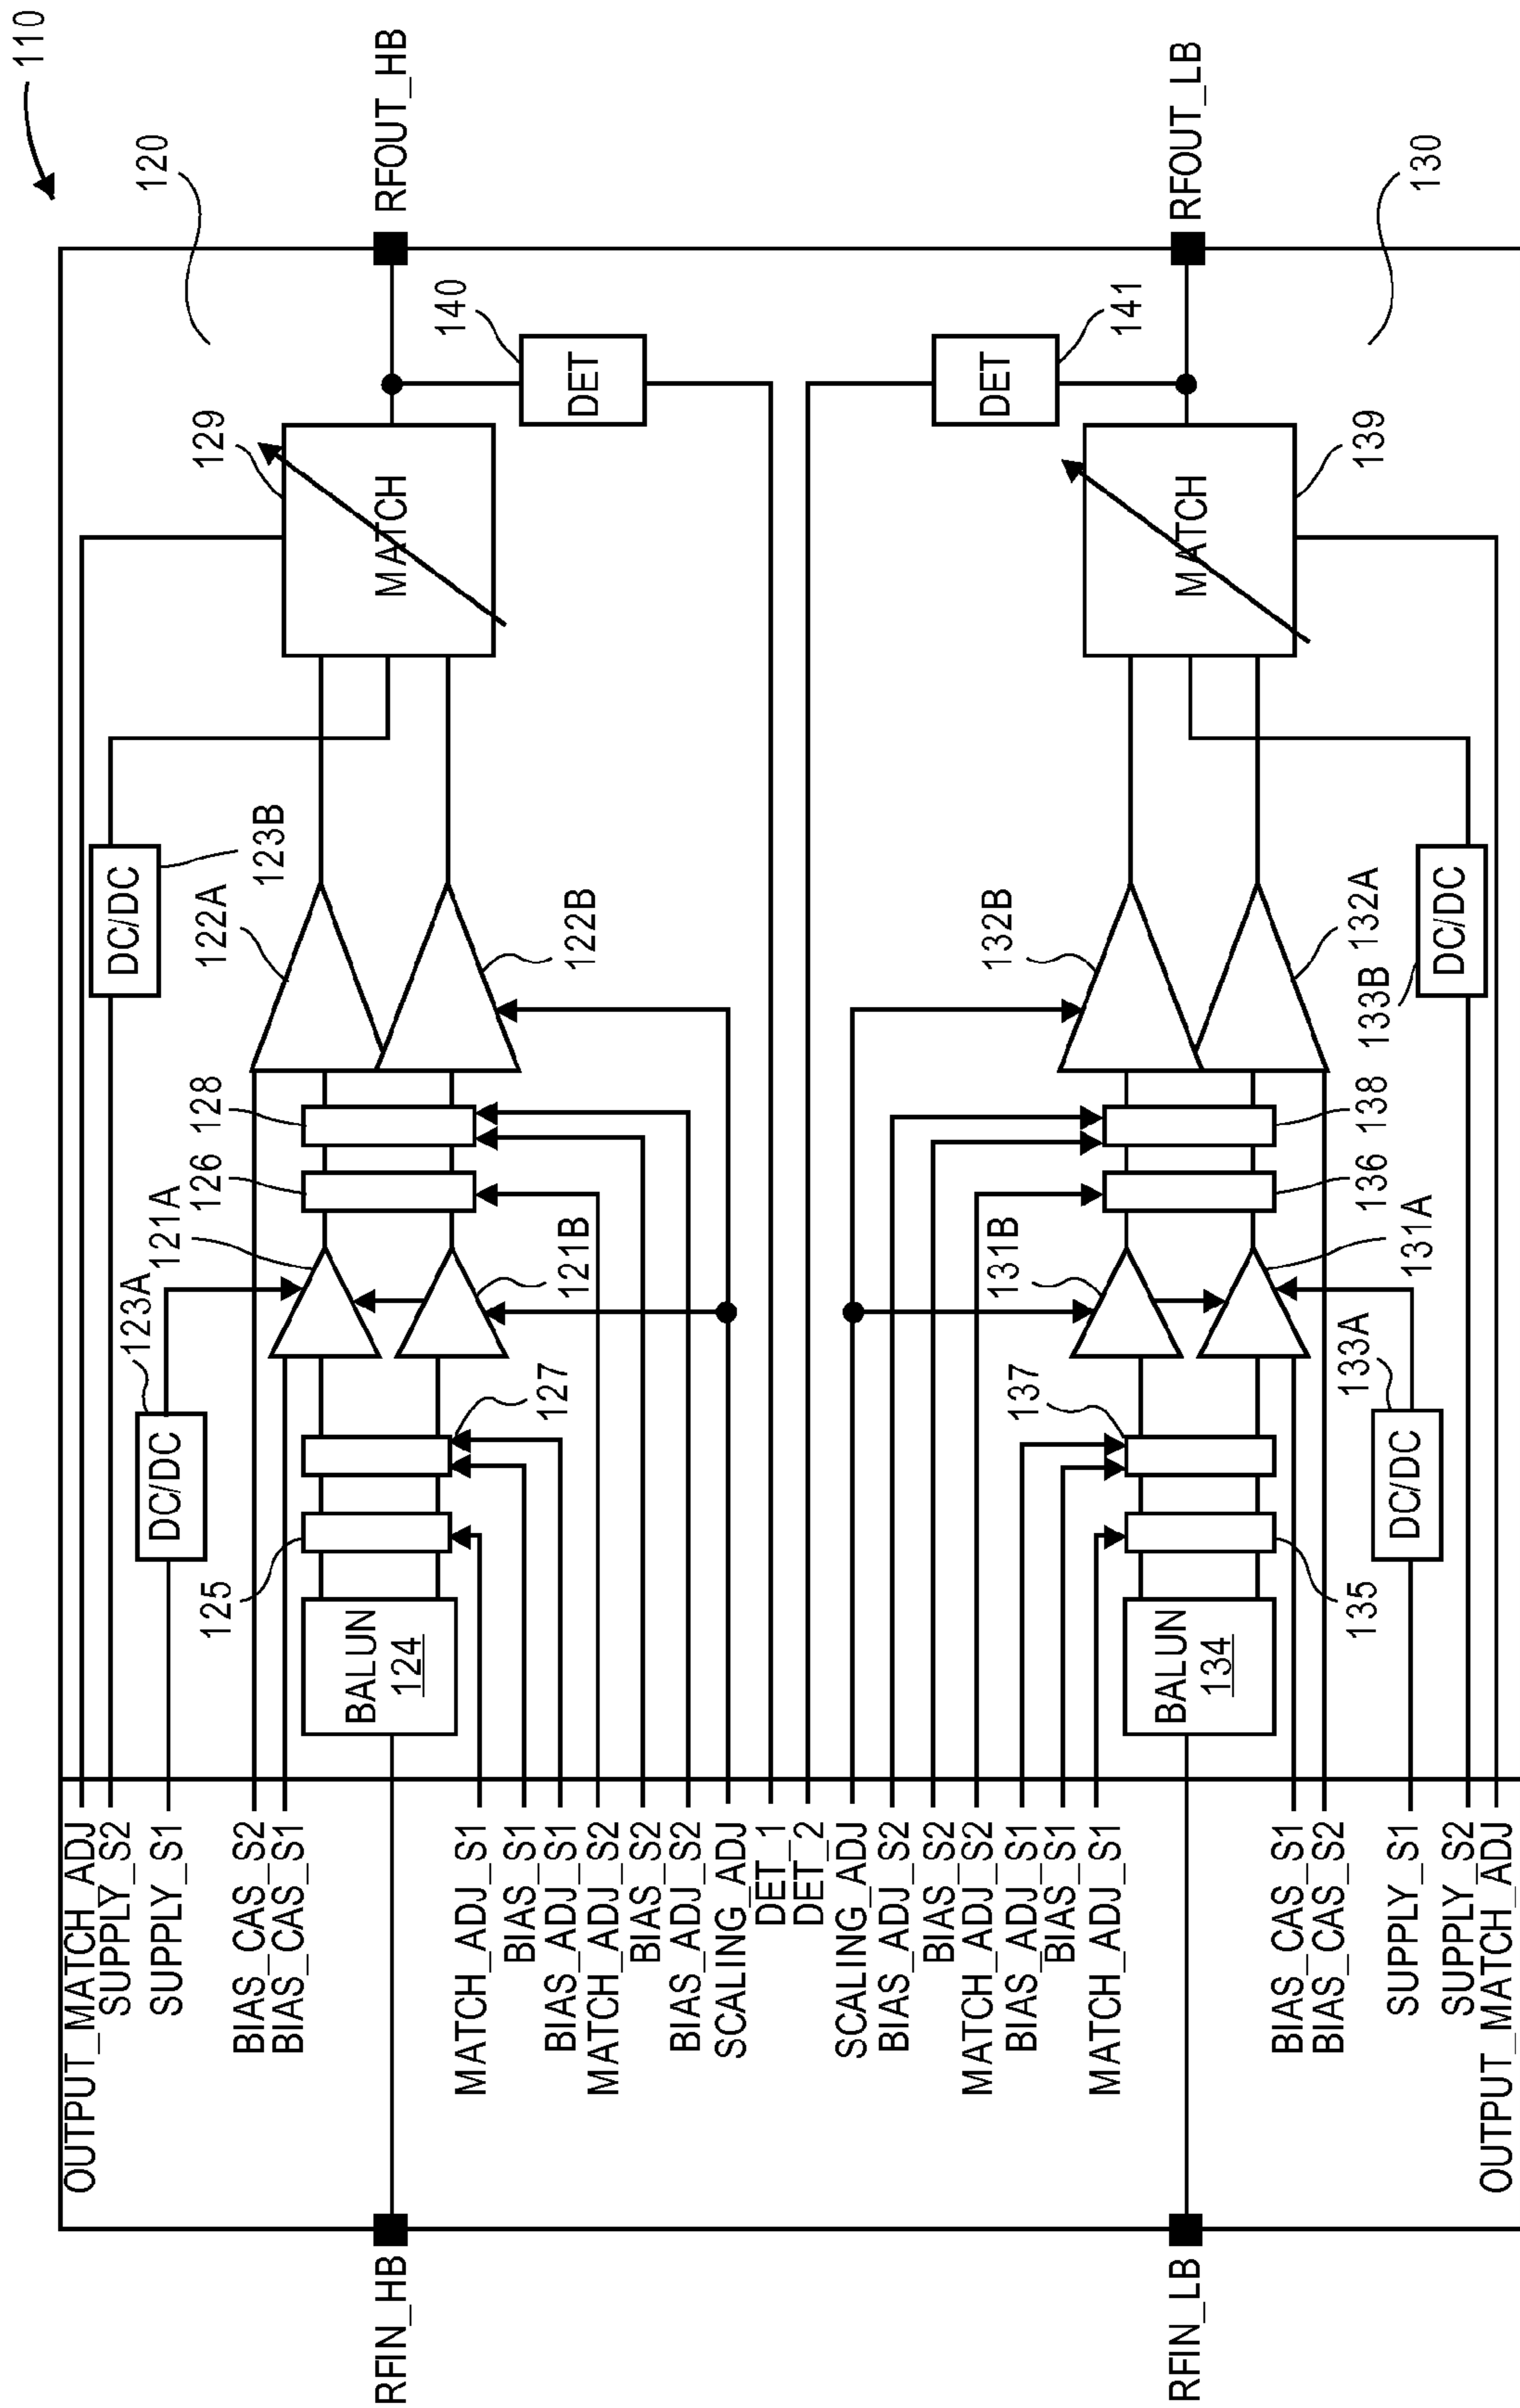 110
120
RFIN_HB
RFOUT_HB
OUTPUT_MATCH_ADJ
SUPPLY_S2
SUPPLY_S1
BIAS_CAS_S2
BIAS_CAS_S1
MATCH_ADJ_S1
BIAS_S1
BIAS_ADJ_S1
MATCH_ADJ_S2
BIAS_S2
BIAS_ADJ_S2
SCALING_ADJ
DET_1
DET_2
SCALING_ADJ
BIAS_ADJ_S2
BIAS_S2
MATCH_ADJ_S2
BIAS_ADJ_S1
BIAS_S1
MATCH_ADJ_S1
BIAS_CAS_S1
BIAS_CAS_S2
SUPPLY_S1
SUPPLY_S2
OUTPUT_MATCH_ADJ
DC/DC
123B
DC/DC
123A
121A
126
128
122A
129
MATCH
BALUN
124
125
127
121B
122B
140
DET
DET
141
137
131B
132B
BALUN
134
MATCH
139
135
133A
131A
136
138
133B
132A
DC/DC
DC/DC
RFIN_LB
RFOUT_LB
130